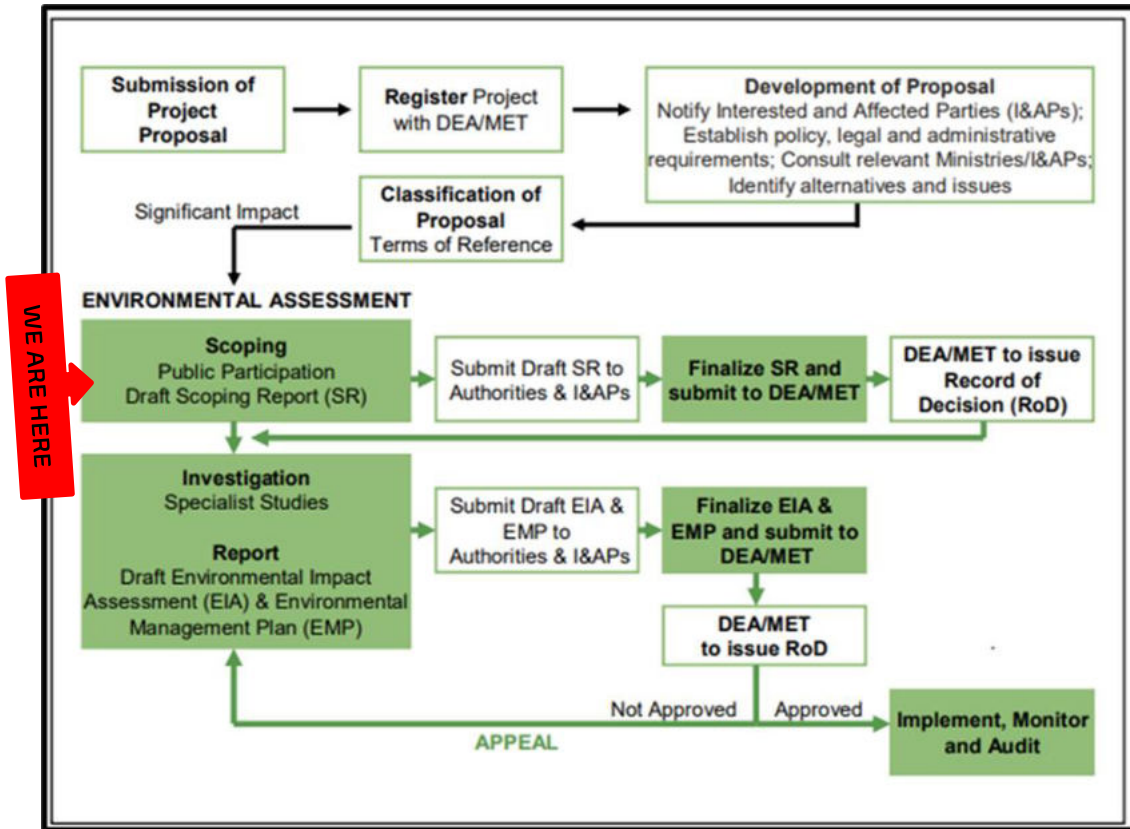 Submission of
Project
Proposal
Register Project
with DEA/MET
Development of Proposal
Notify Interested and Affected Parties (I&APs);
Establish policy, legal and administrative
requirements; Consult relevant Ministries/I&APs;
Identify alternatives and issues
Classification of
Proposal
Terms of Reference
Significant Impact
WE ARE HERE
ENVIRONMENTAL ASSESSMENT
Scoping
Public Participation
Draft Scoping Report (SR)
Submit Draft SR to
Authorities & I&APs
Finalize SR and
submit to DEA/MET
DEA/MET to issue
Record of
Decision (RoD)
Investigation
Specialist Studies
Report
Draft Environmental Impact
Assessment (EIA) & Environmental
Management Plan (EMP)
Submit Draft EIA &
EMP to
Authorities & I&APs
Finalize EIA &
EMP and submit to
DEA/MET
DEA/MET
to issue RoD
Not Approved
Approved
APPEAL
Implement, Monitor
and Audit